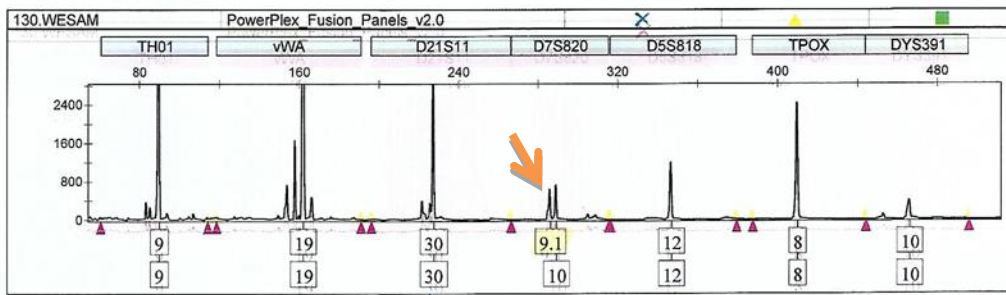 130.WESAM PowerPlex_Fusion_Panels_v2.0
TH01 vWA D21S11 D7S820 D5S818 TPOX DYS391
80 160 240 320 400 480
2400
1600
800
0
9 19 30 9.1 12 8 10
9 19 30 10 12 8 10